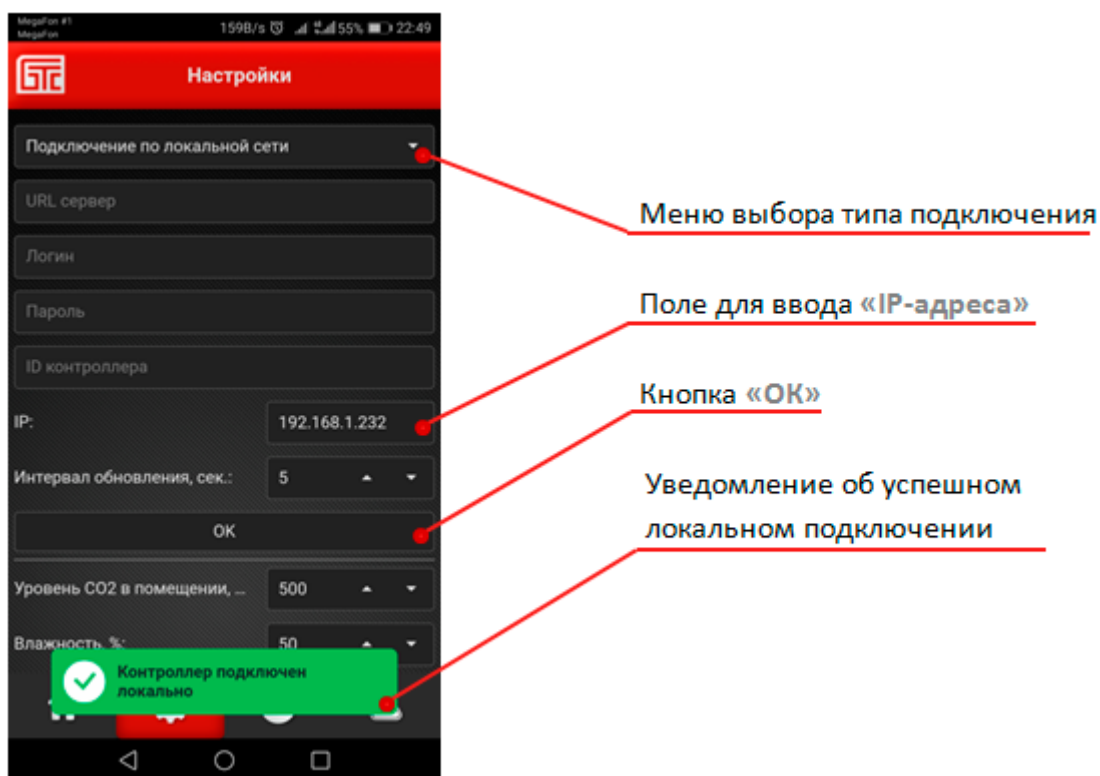 MegaFon #1
MegaFon
159B/s 55% 22:49
БТС
Настройки
Подключение по локальной сети
URL сервер
Логин
Пароль
ID контроллера
IP: 192.168.1.232
Интервал обновления, сек.: 5
OK
Уровень CO2 в помещении, ... 500
Влажность, %: 50
Контроллер подключен
локально
Меню выбора типа подключения
Поле для ввода «IP-адреса»
Кнопка «ОК»
Уведомление об успешном
локальном подключении